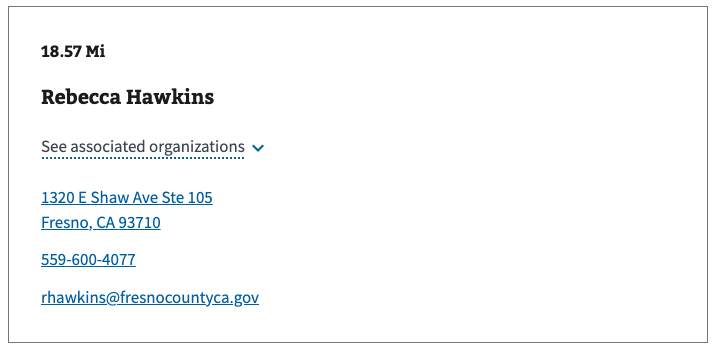 18.57 Mi
Rebecca Hawkins
See associated organizations
1320 E Shaw Ave Ste 105
Fresno, CA 93710
559-600-4077
rhawkins@fresnocountyca.gov